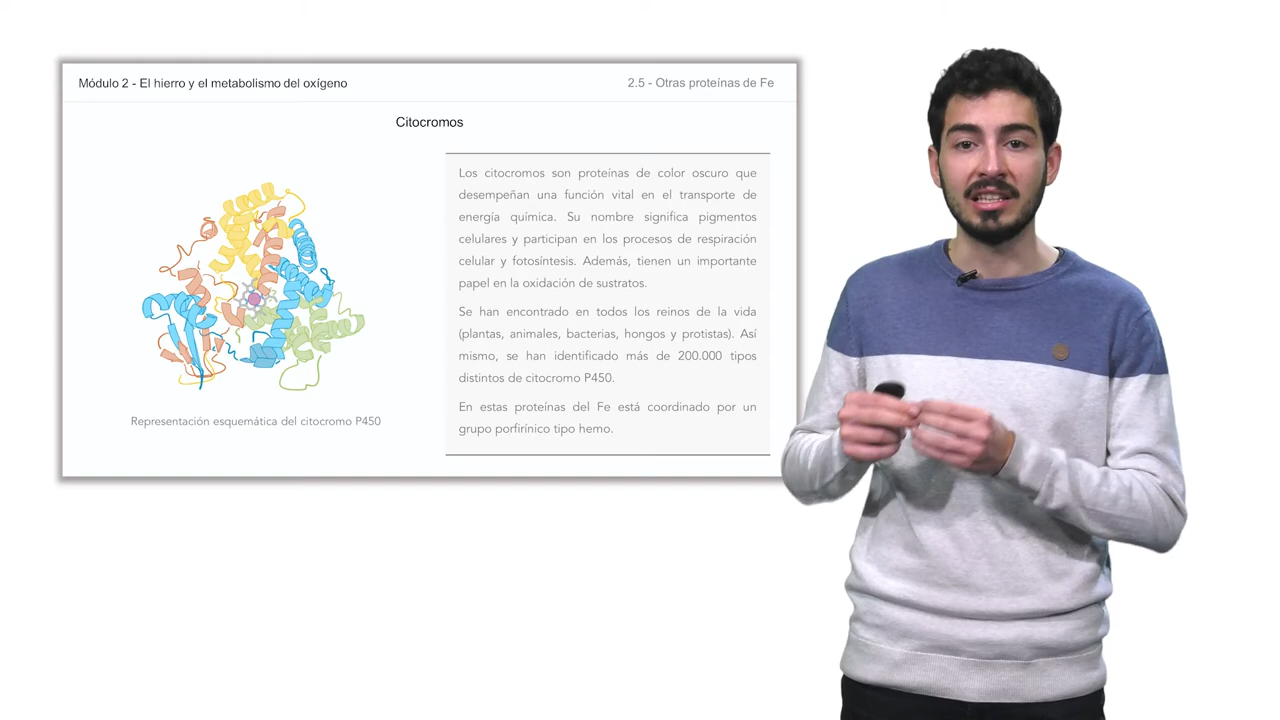 Módulo 2 - El hierro y el metabolismo del oxígeno
2.5 - Otras proteínas de Fe
Citocromos
Los citocromos son proteínas de color oscuro que
desempeñan una función vital en el transporte de
energía química. Su nombre significa pigmentos
celulares y participan en los procesos de respiración
celular y fotosíntesis. Además, tienen un importante
papel en la oxidación de sustratos.
Se han encontrado en todos los reinos de la vida
(plantas, animales, bacterias, hongos y protistas). Así
mismo, se han identificado más de 200.000 tipos
distintos de citocromo P450.
En estas proteínas del Fe está coordinado por un
grupo porfirínico tipo hemo.
Representación esquemática del citocromo P450